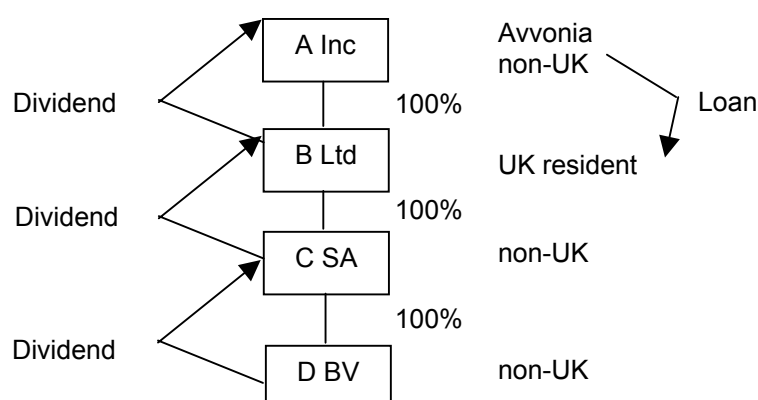 A Inc
Avvonia
non-UK
Dividend
100%
Loan
B Ltd
UK resident
Dividend
100%
C SA
non-UK
100%
Dividend
D BV
non-UK